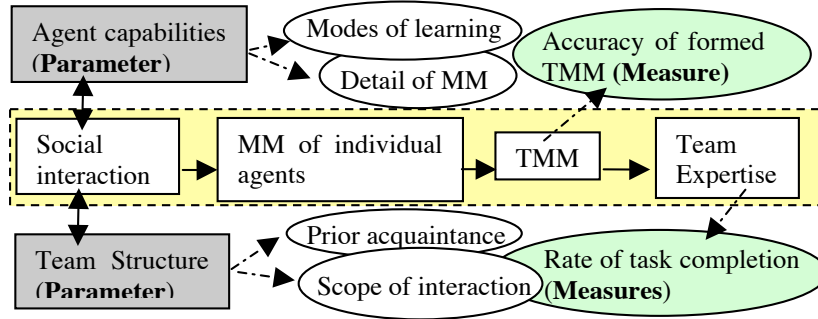 Agent capabilities
(Parameter)
Modes of learning
Detail of MM
Accuracy of formed
TMM (Measure)
Social
interaction
MM of individual
agents
TMM
Team
Expertise
Team Structure
(Parameter)
Prior acquaintance
Scope of interaction
Rate of task completion
(Measures)